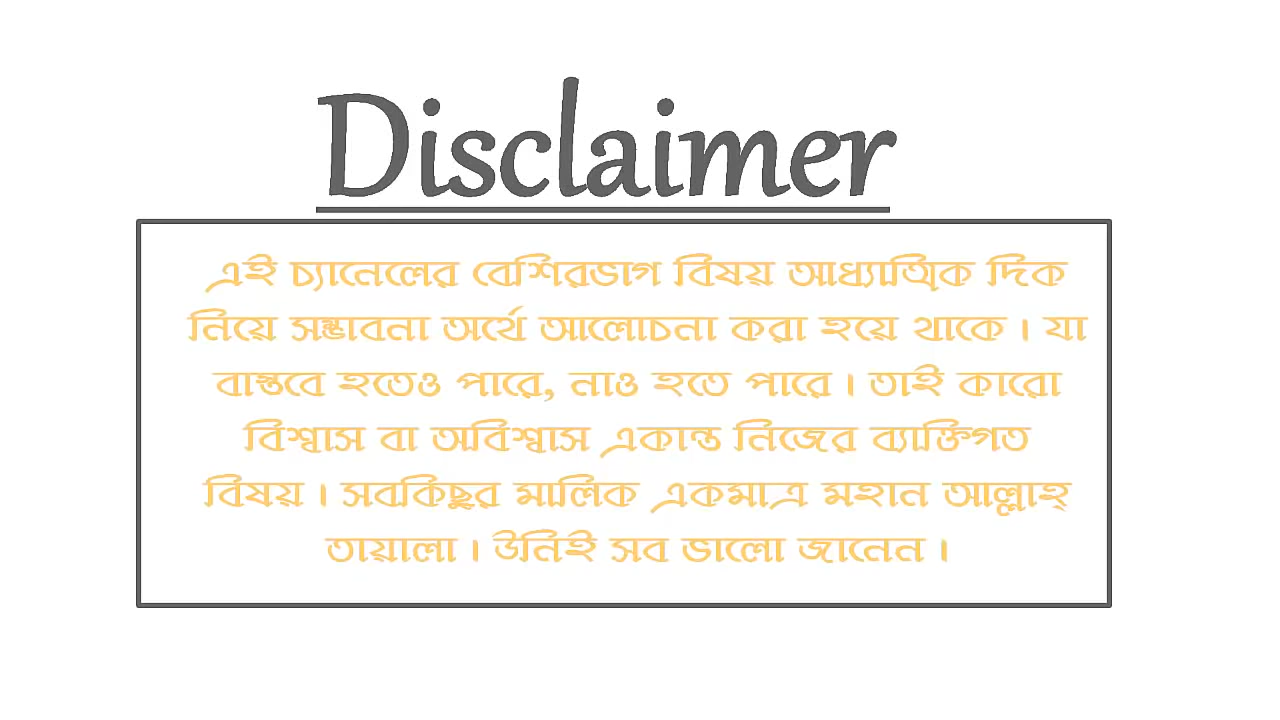 Disclaimer
এই চ্যানেলের বেশিরভাগ বিষয় আধ্যাত্মিক দিক
নিয়ে সম্ভাবনা অর্থে আলোচনা করা হয়ে থাকে। যা
বাস্তবে হতেও পারে, নাও হতে পারে। তাই কারো
বিশ্বাস বা অবিশ্বাস একান্ত নিজের ব্যাক্তিগত
বিষয়। সবকিছুর মালিক একমাত্র মহান আল্লাহ্
তায়ালা। উনিই সব ভালো জানেন।